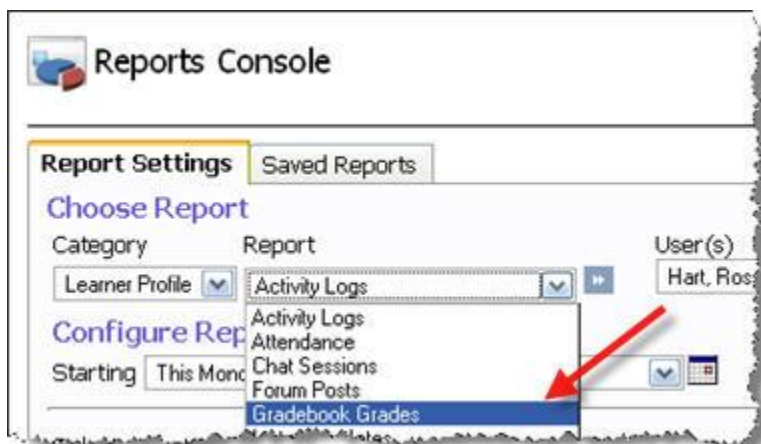 Reports Console
Report Settings Saved Reports
Choose Report
Category Report User(s)
Learner Profile Activity Logs Hart, Ros
Activity Logs
Configure Rep
Attendance
Starting This Mon
Chat Sessions
Forum Posts
Gradebook Grades